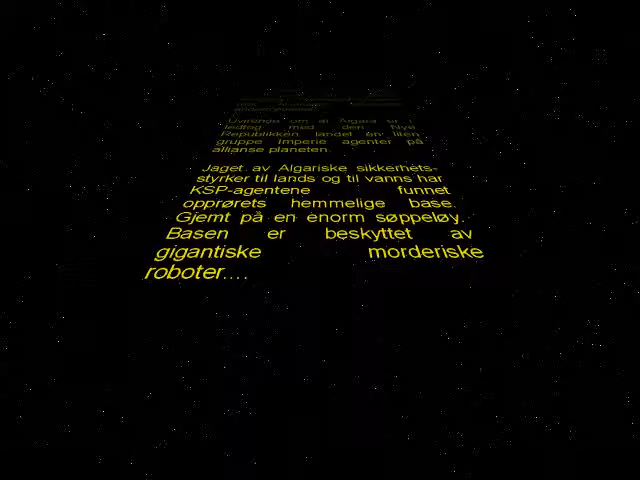 Uvitende om at Algara er i
ledtog med den Nye
Republikken landet en liten
gruppe Imperie agenter på
allianse planeten.
Jaget av Algariske sikkerhets-
styrker til lands og til vanns har
KSP-agentene funnet
opprørets hemmelige base.
Gjemt på en enorm søppeløy.
Basen er beskyttet av
gigantiske morderiske
roboter....